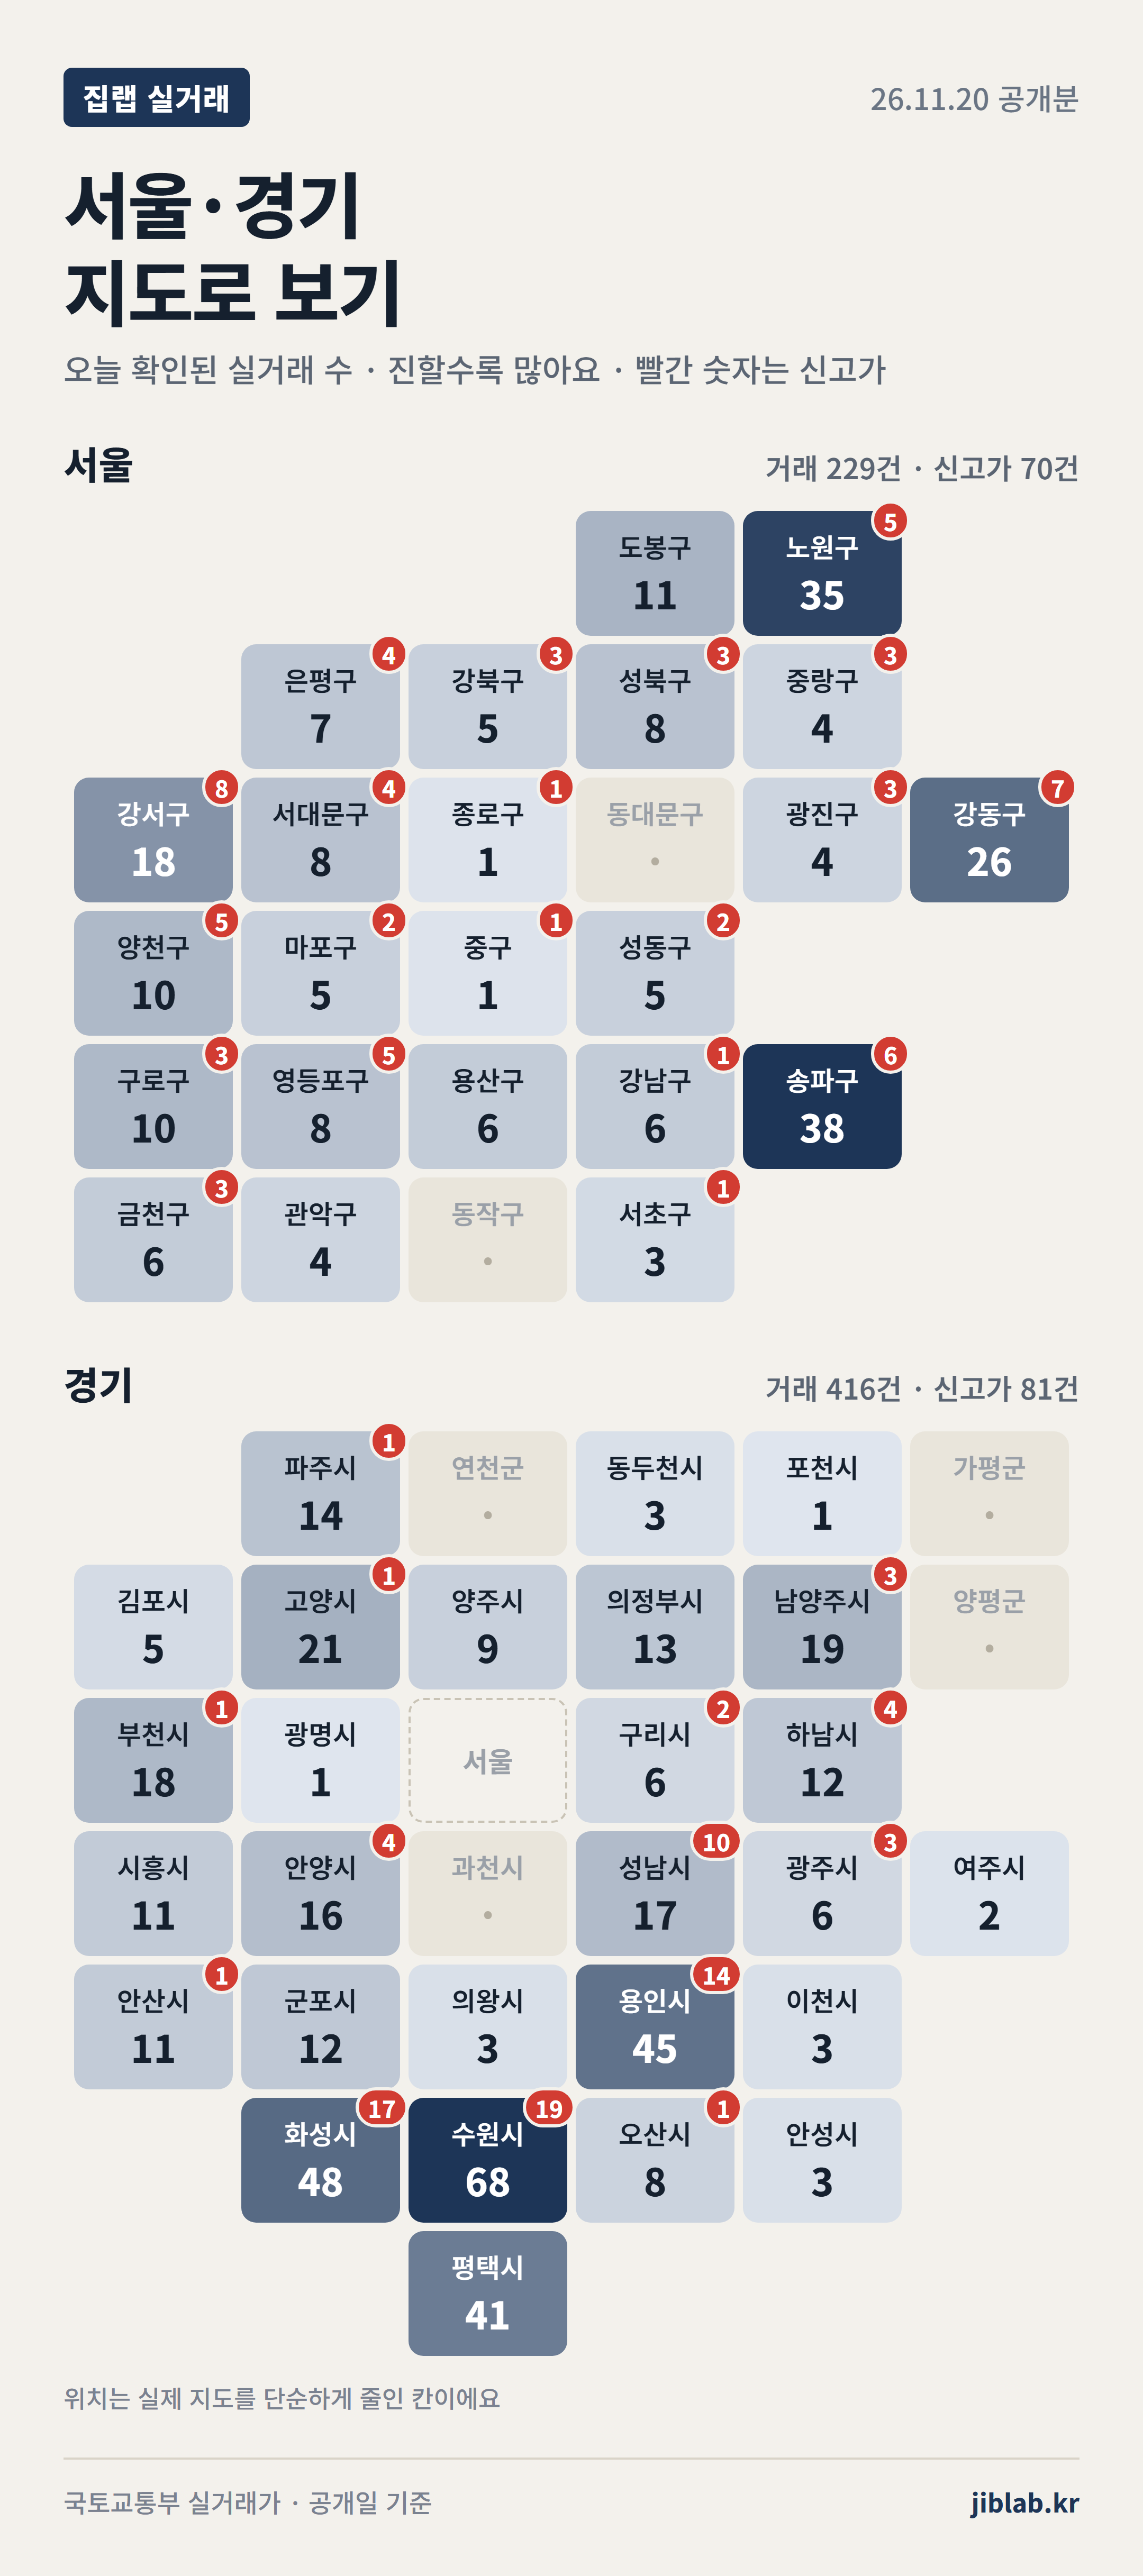 집랩 실거래
26.11.20 공개분
서울·경기
지도로 보기
오늘 확인된 실거래 수 · 진할수록 많아요 · 빨간 숫자는 신고가
서울
거래 229건 · 신고가 70건
도봉구 11
노원구 35 5
은평구 7 4
강북구 5 3
성북구 8 3
중랑구 4 3
강서구 18 8
서대문구 8 4
종로구 1 1
동대문구 ·
광진구 4 3
강동구 26 7
양천구 10 5
마포구 5 2
중구 1 1
성동구 5 2
구로구 10 3
영등포구 8 5
용산구 6
강남구 6 1
송파구 38 6
금천구 6 3
관악구 4
동작구 ·
서초구 3 1
경기
거래 416건 · 신고가 81건
파주시 14 1
연천군 ·
동두천시 3
포천시 1
가평군 ·
김포시 5
고양시 21 1
양주시 9
의정부시 13
남양주시 19 3
양평군 ·
부천시 18 1
광명시 1
서울
구리시 6 2
하남시 12 4
시흥시 11
안양시 16 4
과천시 ·
성남시 17 10
광주시 6 3
여주시 2
안산시 11 1
군포시 12
의왕시 3
용인시 45 14
이천시 3
화성시 48 17
수원시 68 19
오산시 8 1
안성시 3
평택시 41
위치는 실제 지도를 단순하게 줄인 칸이에요
국토교통부 실거래가 · 공개일 기준
jiblab.kr